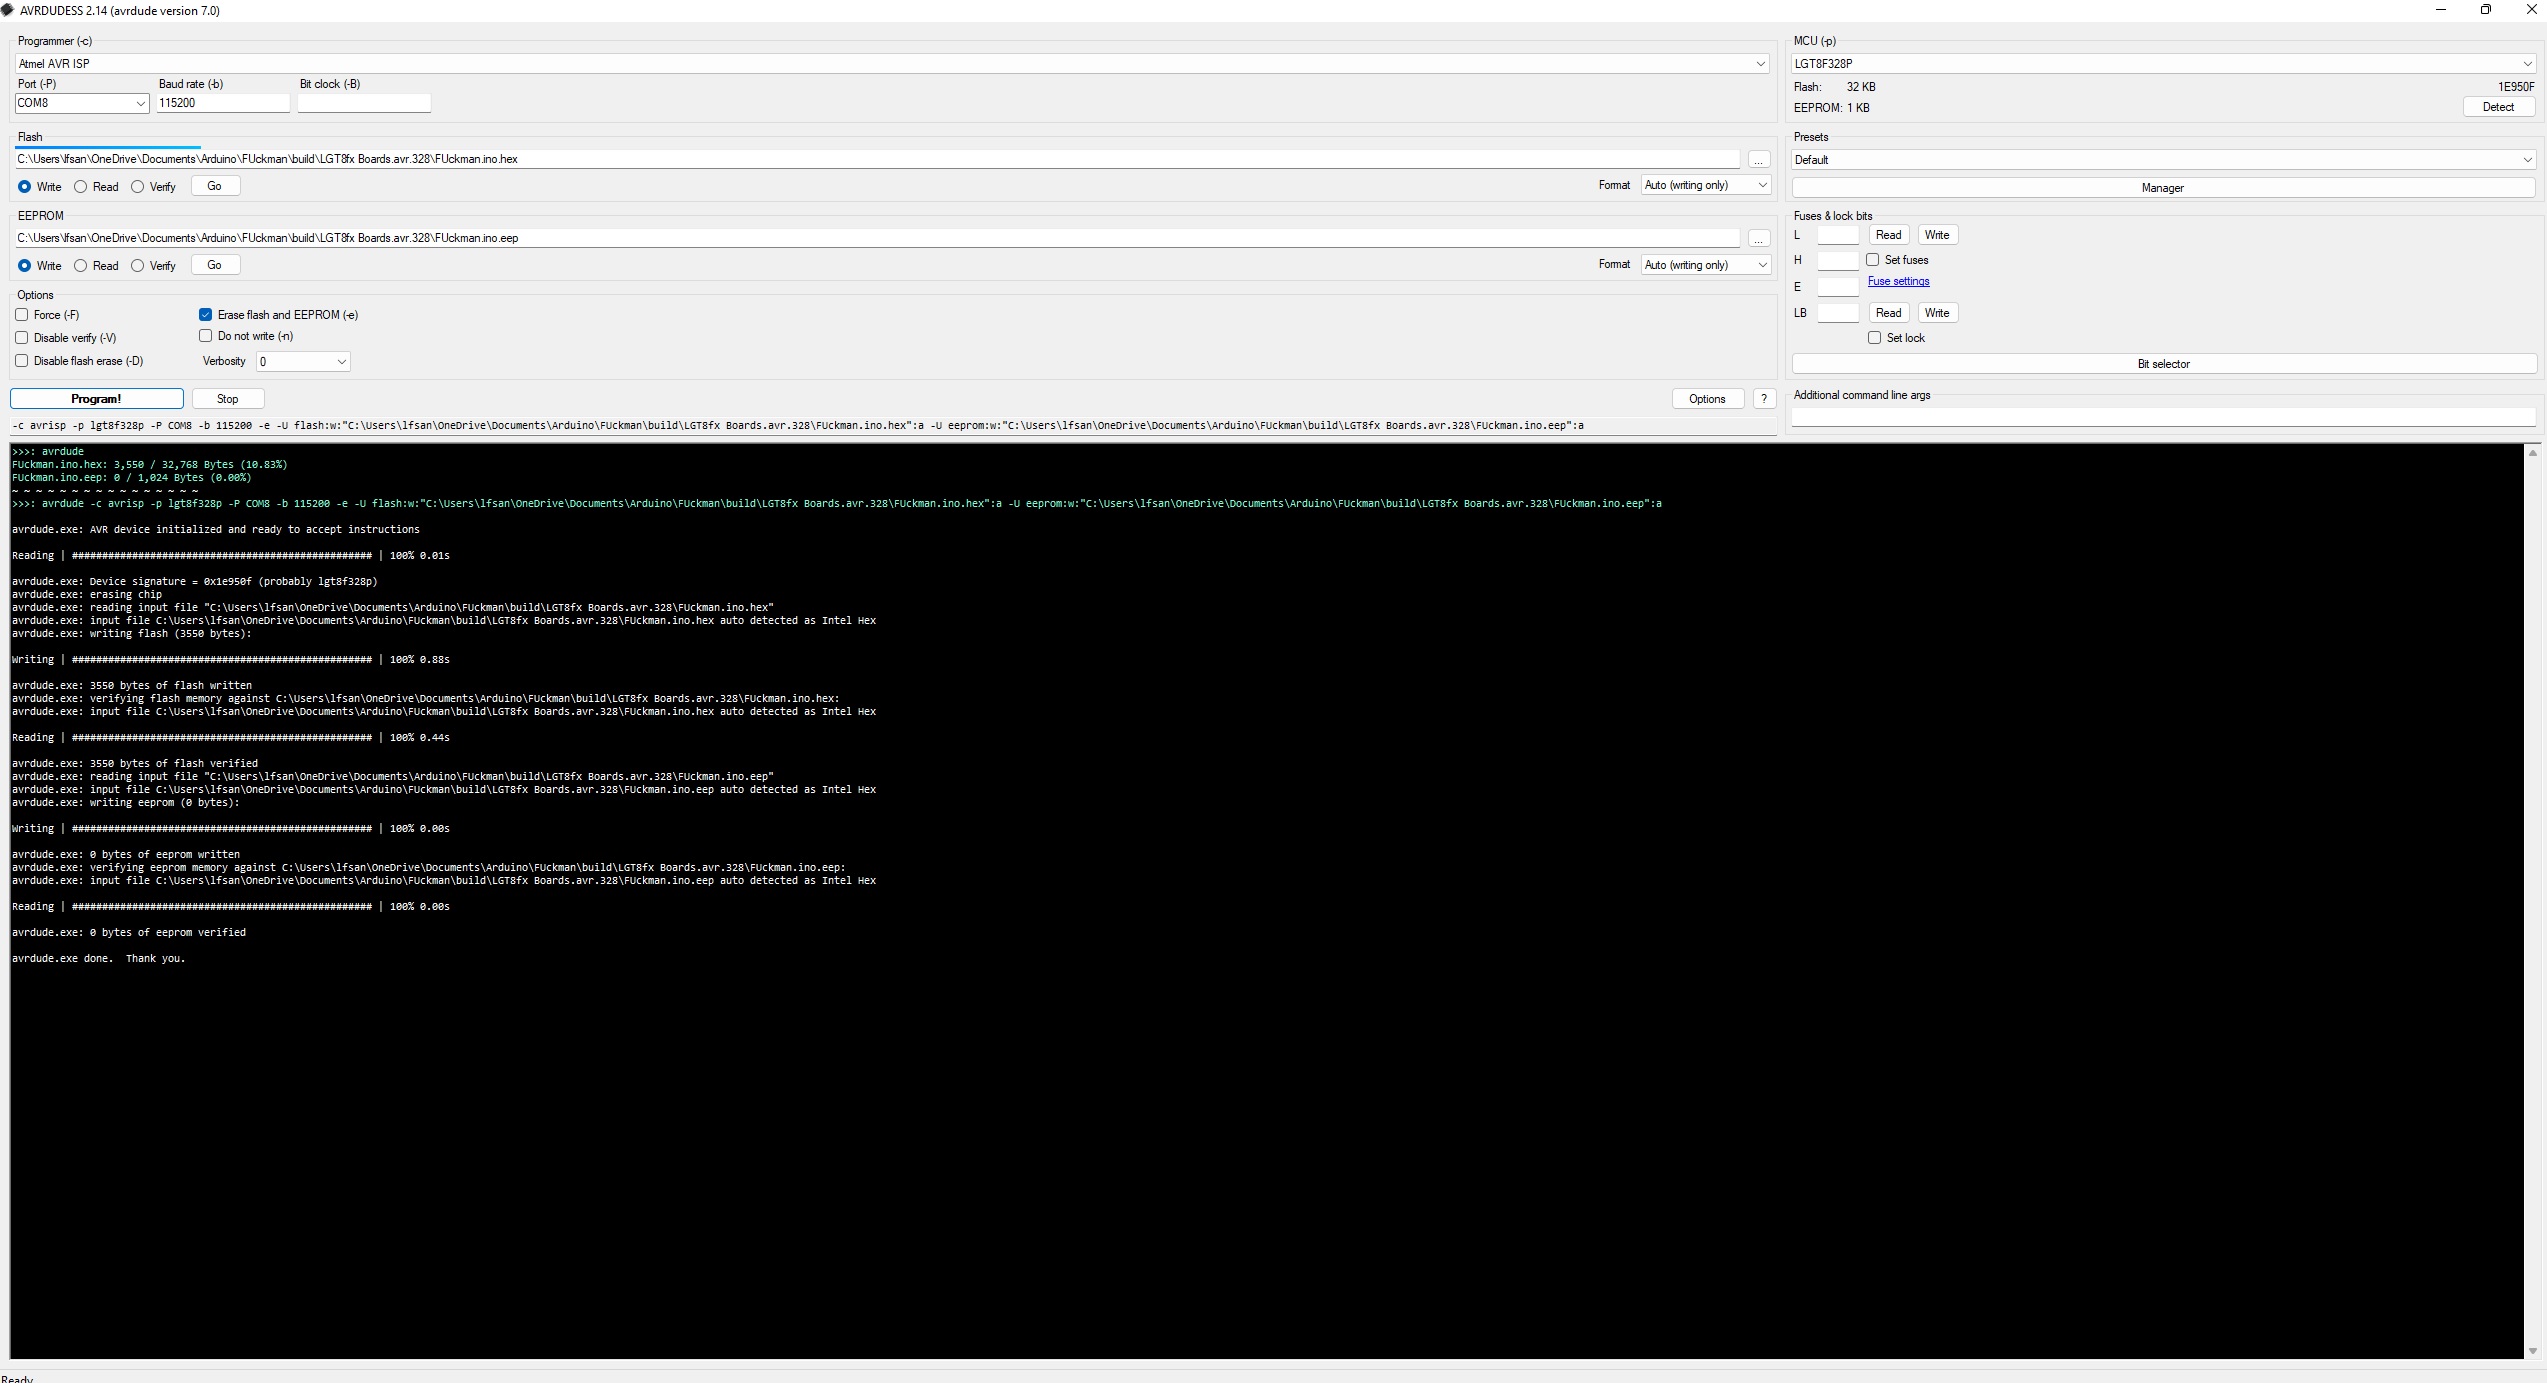 AVRDUDESS 2.14 (avrdude version 7.0)
Programmer (-c)
Atmel AVR ISP
Port (-P) Baud rate (-b) Bit clock (-B)
COM8 115200
MCU (-p)
LGT8F328P
Flash: 32 KB 1E950F
EEPROM: 1 KB Detect
Flash
C:\Users\lfsan\OneDrive\Documents\Arduino\FUckman\build\LGT8fx Boards.avr.328\FUckman.ino.hex ...
Write Read Verify Go Format Auto (writing only)
Presets
Default
Manager
EEPROM
C:\Users\lfsan\OneDrive\Documents\Arduino\FUckman\build\LGT8fx Boards.avr.328\FUckman.ino.eep ...
Write Read Verify Go Format Auto (writing only)
Fuses & lock bits
L Read Write
H Set fuses
E Fuse settings
LB Read Write
Set lock
Bit selector
Options
Force (-F) Erase flash and EEPROM (-e)
Disable verify (-V) Do not write (-n)
Disable flash erase (-D) Verbosity 0
Program! Stop Options ?
Additional command line args
-c avrisp -p lgt8f328p -P COM8 -b 115200 -e -U flash:w:"C:\Users\lfsan\OneDrive\Documents\Arduino\FUckman\build\LGT8fx Boards.avr.328\FUckman.ino.hex":a -U eeprom:w:"C:\Users\lfsan\OneDrive\Documents\Arduino\FUckman\build\LGT8fx Boards.avr.328\FUckman.ino.eep":a
>>>: avrdude
FUckman.ino.hex: 3,550 / 32,768 Bytes (10.83%)
FUckman.ino.eep: 0 / 1,024 Bytes (0.00%)
~ ~ ~ ~ ~ ~ ~ ~ ~ ~ ~ ~ ~ ~ ~ ~
>>>: avrdude -c avrisp -p lgt8f328p -P COM8 -b 115200 -e -U flash:w:"C:\Users\lfsan\OneDrive\Documents\Arduino\FUckman\build\LGT8fx Boards.avr.328\FUckman.ino.hex":a -U eeprom:w:"C:\Users\lfsan\OneDrive\Documents\Arduino\FUckman\build\LGT8fx Boards.avr.328\FUckman.ino.eep":a
avrdude.exe: AVR device initialized and ready to accept instructions
Reading | ################################################## | 100% 0.01s
avrdude.exe: Device signature = 0x1e950f (probably lgt8f328p)
avrdude.exe: erasing chip
avrdude.exe: reading input file "C:\Users\lfsan\OneDrive\Documents\Arduino\FUckman\build\LGT8fx Boards.avr.328\FUckman.ino.hex"
avrdude.exe: input file C:\Users\lfsan\OneDrive\Documents\Arduino\FUckman\build\LGT8fx Boards.avr.328\FUckman.ino.hex auto detected as Intel Hex
avrdude.exe: writing flash (3550 bytes):
Writing | ################################################## | 100% 0.88s
avrdude.exe: 3550 bytes of flash written
avrdude.exe: verifying flash memory against C:\Users\lfsan\OneDrive\Documents\Arduino\FUckman\build\LGT8fx Boards.avr.328\FUckman.ino.hex:
avrdude.exe: input file C:\Users\lfsan\OneDrive\Documents\Arduino\FUckman\build\LGT8fx Boards.avr.328\FUckman.ino.hex auto detected as Intel Hex
Reading | ################################################## | 100% 0.44s
avrdude.exe: 3550 bytes of flash verified
avrdude.exe: reading input file "C:\Users\lfsan\OneDrive\Documents\Arduino\FUckman\build\LGT8fx Boards.avr.328\FUckman.ino.eep"
avrdude.exe: input file C:\Users\lfsan\OneDrive\Documents\Arduino\FUckman\build\LGT8fx Boards.avr.328\FUckman.ino.eep auto detected as Intel Hex
avrdude.exe: writing eeprom (0 bytes):
Writing | ################################################## | 100% 0.00s
avrdude.exe: 0 bytes of eeprom written
avrdude.exe: verifying eeprom memory against C:\Users\lfsan\OneDrive\Documents\Arduino\FUckman\build\LGT8fx Boards.avr.328\FUckman.ino.eep:
avrdude.exe: input file C:\Users\lfsan\OneDrive\Documents\Arduino\FUckman\build\LGT8fx Boards.avr.328\FUckman.ino.eep auto detected as Intel Hex
Reading | ################################################## | 100% 0.00s
avrdude.exe: 0 bytes of eeprom verified
avrdude.exe done.  Thank you.
Ready